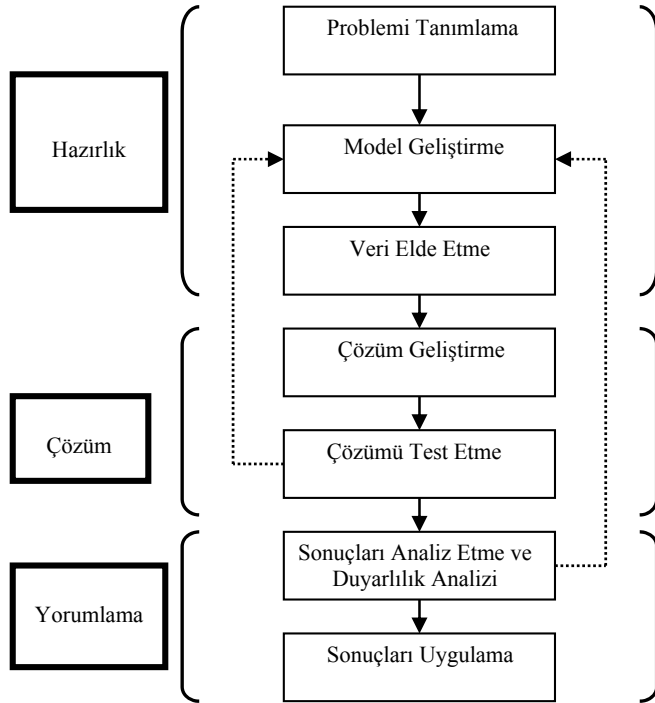 Problemi Tanımlama
Hazırlık
Model Geliştirme
Veri Elde Etme
Çözüm Geliştirme
Çözüm
Çözümü Test Etme
Sonuçları Analiz Etme ve
Duyarlılık Analizi
Yorumlama
Sonuçları Uygulama